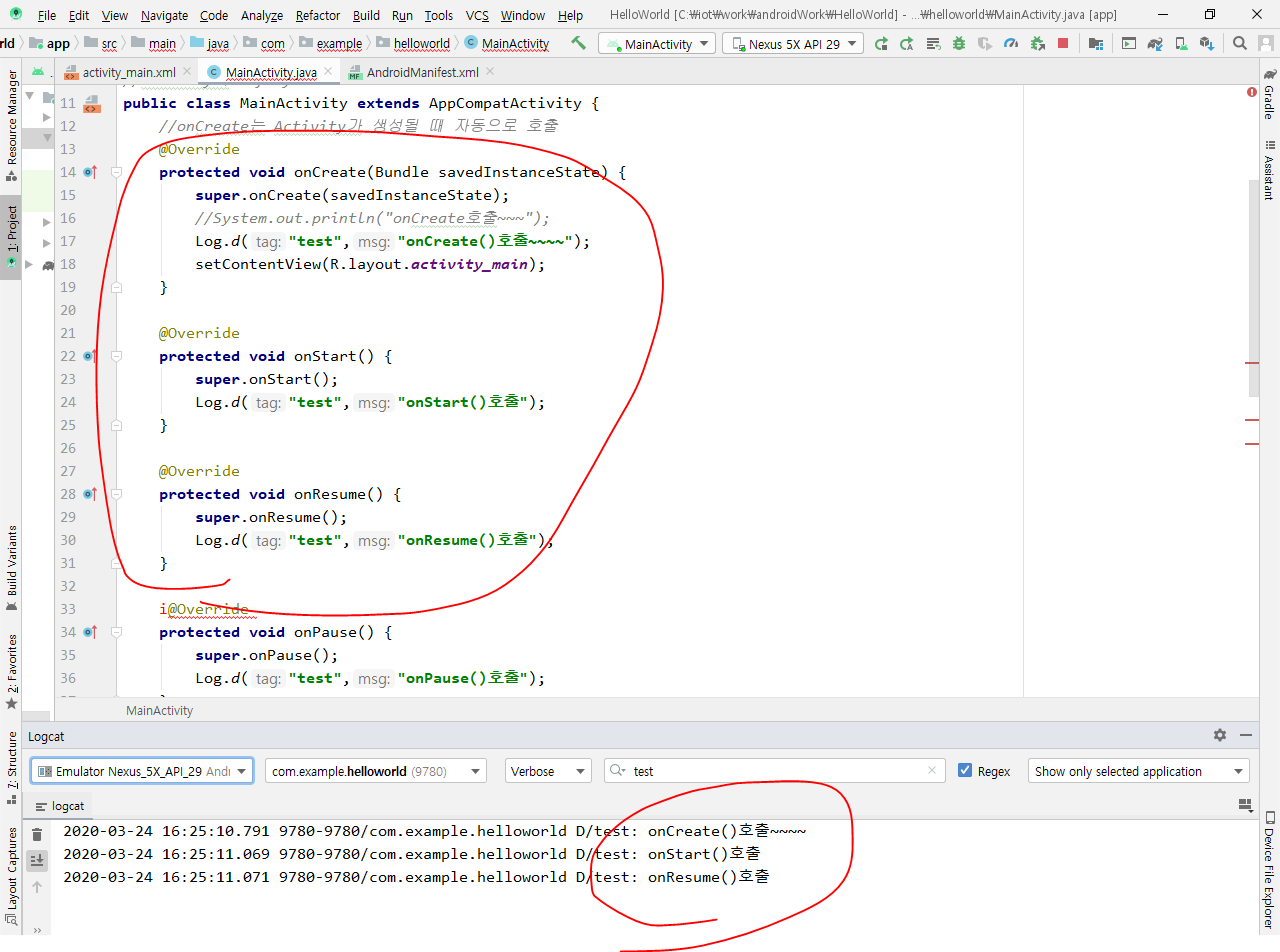 File Edit View Navigate Code Analyze Refactor Build Run Tools VCS Window Help HelloWorld [C:₩iot₩work₩androidWork₩HelloWorld] - ...₩helloworld₩MainActivity.java [app]
rld app src main java com example helloworld MainActivity MainActivity Nexus 5X API 29
activity_main.xml MainActivity.java AndroidManifest.xml
11 public class MainActivity extends AppCompatActivity {
12 //onCreate는 Activity가 생성될 때 자동으로 호출
13 @Override
14 protected void onCreate(Bundle savedInstanceState) {
15 super.onCreate(savedInstanceState);
16 //System.out.println("onCreate호출~~~");
17 Log.d( tag: "test", msg: "onCreate()호출~~~~");
18 setContentView(R.layout.activity_main);
19 }
20
21 @Override
22 protected void onStart() {
23 super.onStart();
24 Log.d( tag: "test", msg: "onStart()호출");
25 }
26
27 @Override
28 protected void onResume() {
29 super.onResume();
30 Log.d( tag: "test", msg: "onResume()호출");
31 }
32
33 i@Override
34 protected void onPause() {
35 super.onPause();
36 Log.d( tag: "test", msg: "onPause()호출");
MainActivity
Logcat
Emulator Nexus_5X_API_29 Andr com.example.helloworld (9780) Verbose test Regex Show only selected application
logcat
2020-03-24 16:25:10.791 9780-9780/com.example.helloworld D/test: onCreate()호출~~~~
2020-03-24 16:25:11.069 9780-9780/com.example.helloworld D/test: onStart()호출
2020-03-24 16:25:11.071 9780-9780/com.example.helloworld D/test: onResume()호출
Resource Manager
1: Project
Build Variants
2: Favorites
7: Structure
Layout Captures
Gradle
Assistant
Device File Explorer